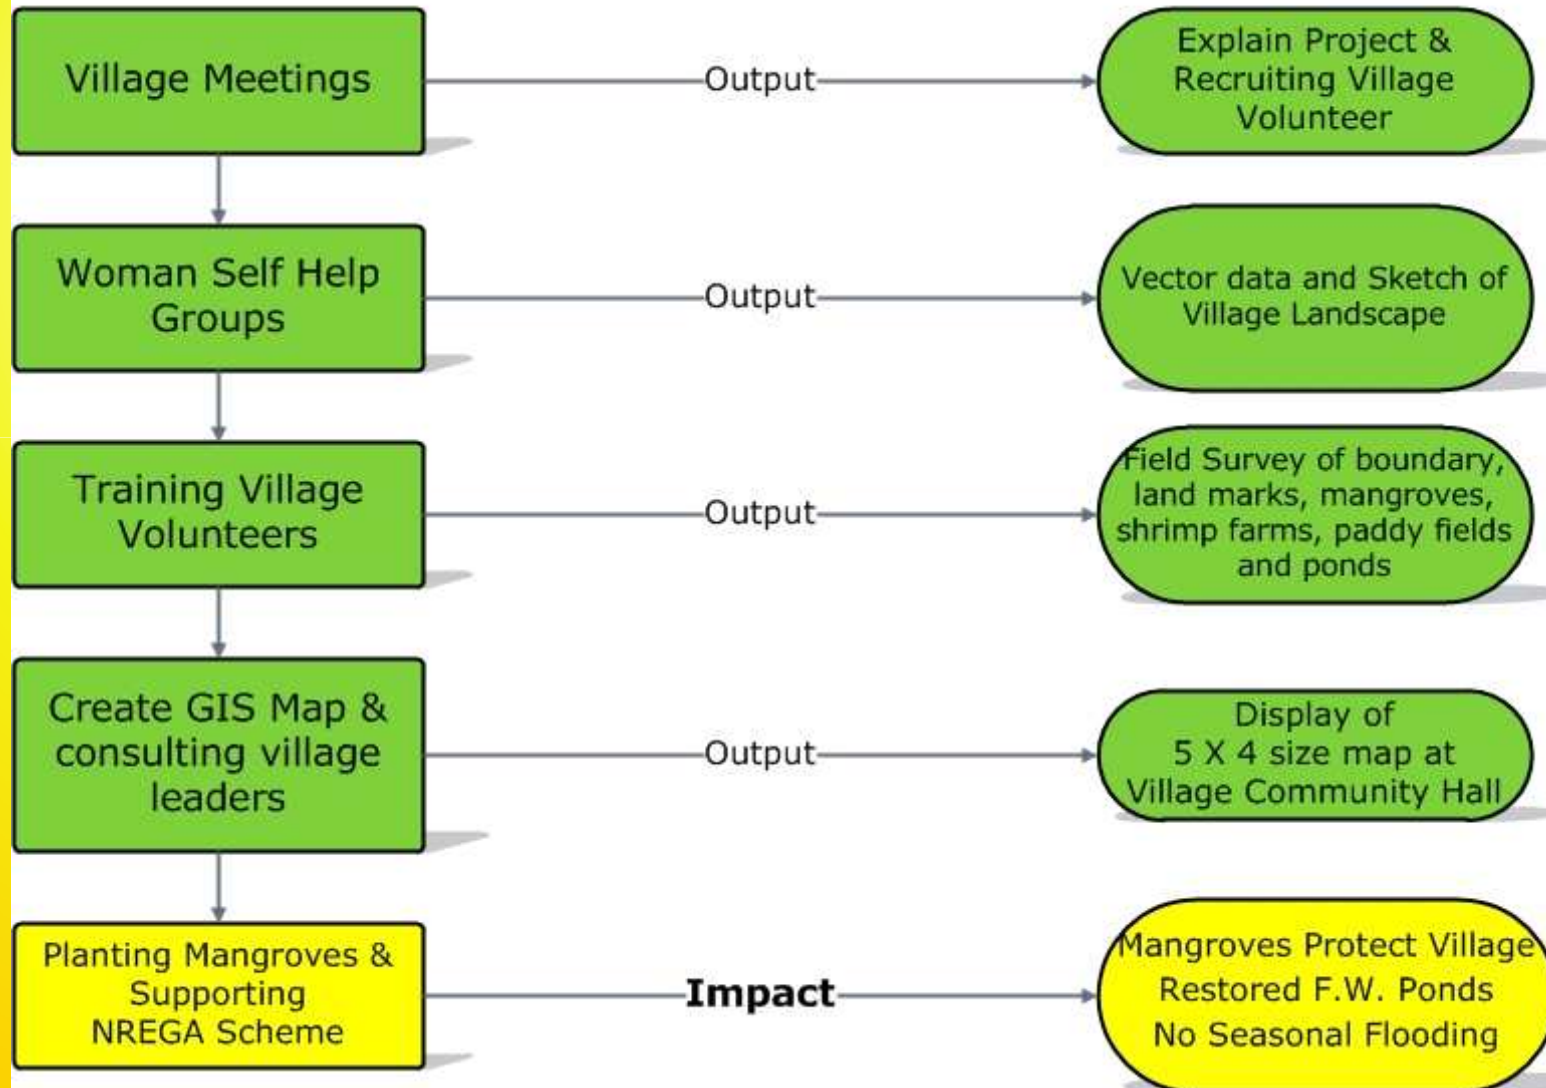 Village Meetings
Output
Explain Project &
Recruiting Village
Volunteer
Woman Self Help
Groups
Output
Vector data and Sketch of
Village Landscape
Training Village
Volunteers
Output
Field Survey of boundary,
land marks, mangroves,
shrimp farms, paddy fields
and ponds
Create GIS Map &
consulting village
leaders
Output
Display of
5 X 4 size map at
Village Community Hall
Planting Mangroves &
Supporting
NREGA Scheme
Impact
Mangroves Protect Village
Restored F.W. Ponds
No Seasonal Flooding